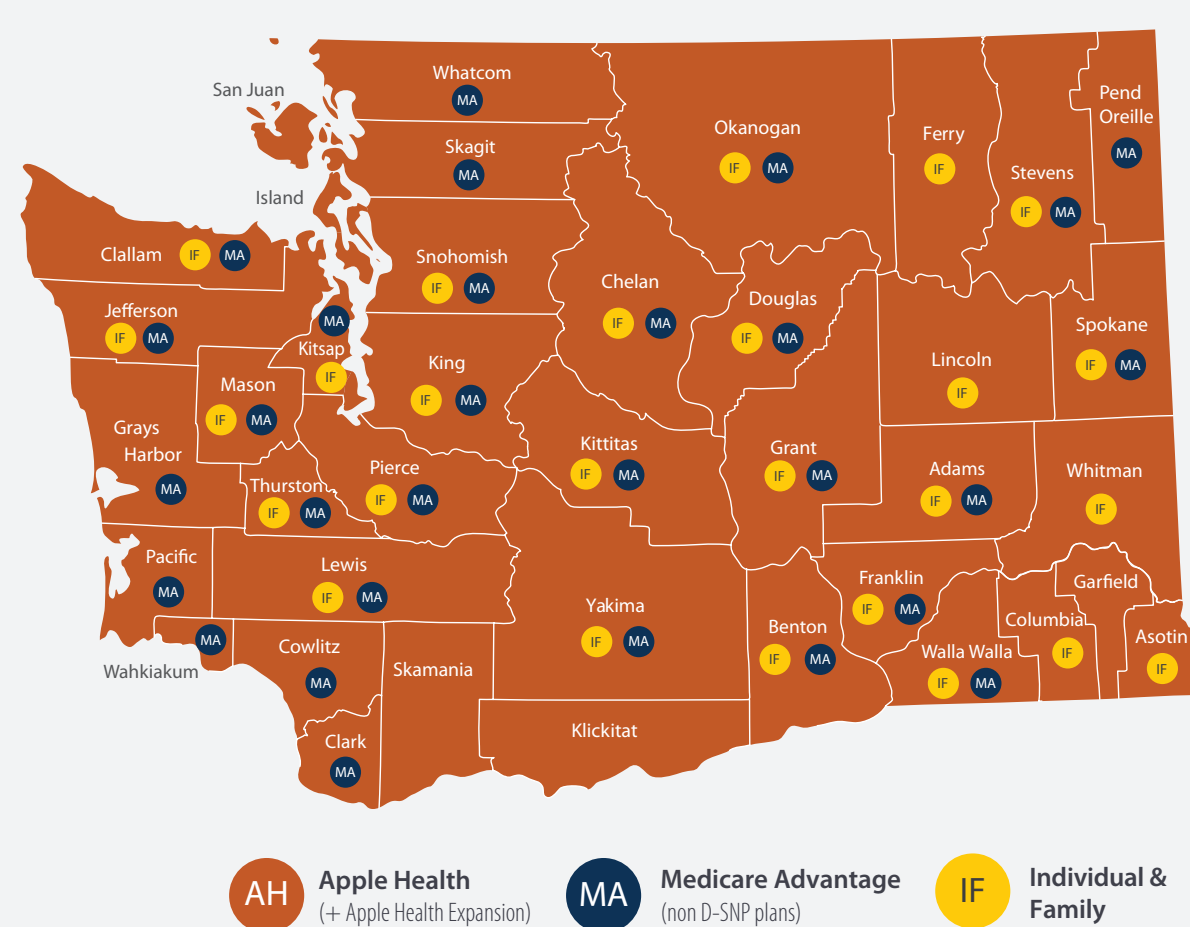 Whatcom
MA
San Juan
Skagit
MA
Island
Okanogan
IF MA
Ferry
IF
Stevens
IF MA
Pend
Oreille
MA
Clallam IF MA
Snohomish
IF MA
Chelan
IF MA
Douglas
IF MA
Jefferson
IF MA
MA
Kitsap
IF
King
IF MA
Lincoln
IF
Spokane
IF MA
Mason
IF MA
Grays
Harbor
MA
Thurston
IF MA
Pierce
IF MA
Kittitas
IF MA
Grant
IF MA
Adams
IF MA
Whitman
IF
Pacific
MA
Lewis
IF MA
Yakima
IF MA
Benton
IF MA
Franklin
IF MA
Walla Walla
IF MA
Columbia
IF
Garfield
Asotin
IF
MA
Wahkiakum
Cowlitz
MA
Skamania
Clark
MA
Klickitat
AH Apple Health
(+ Apple Health Expansion)
MA Medicare Advantage
(non D-SNP plans)
IF Individual &
Family